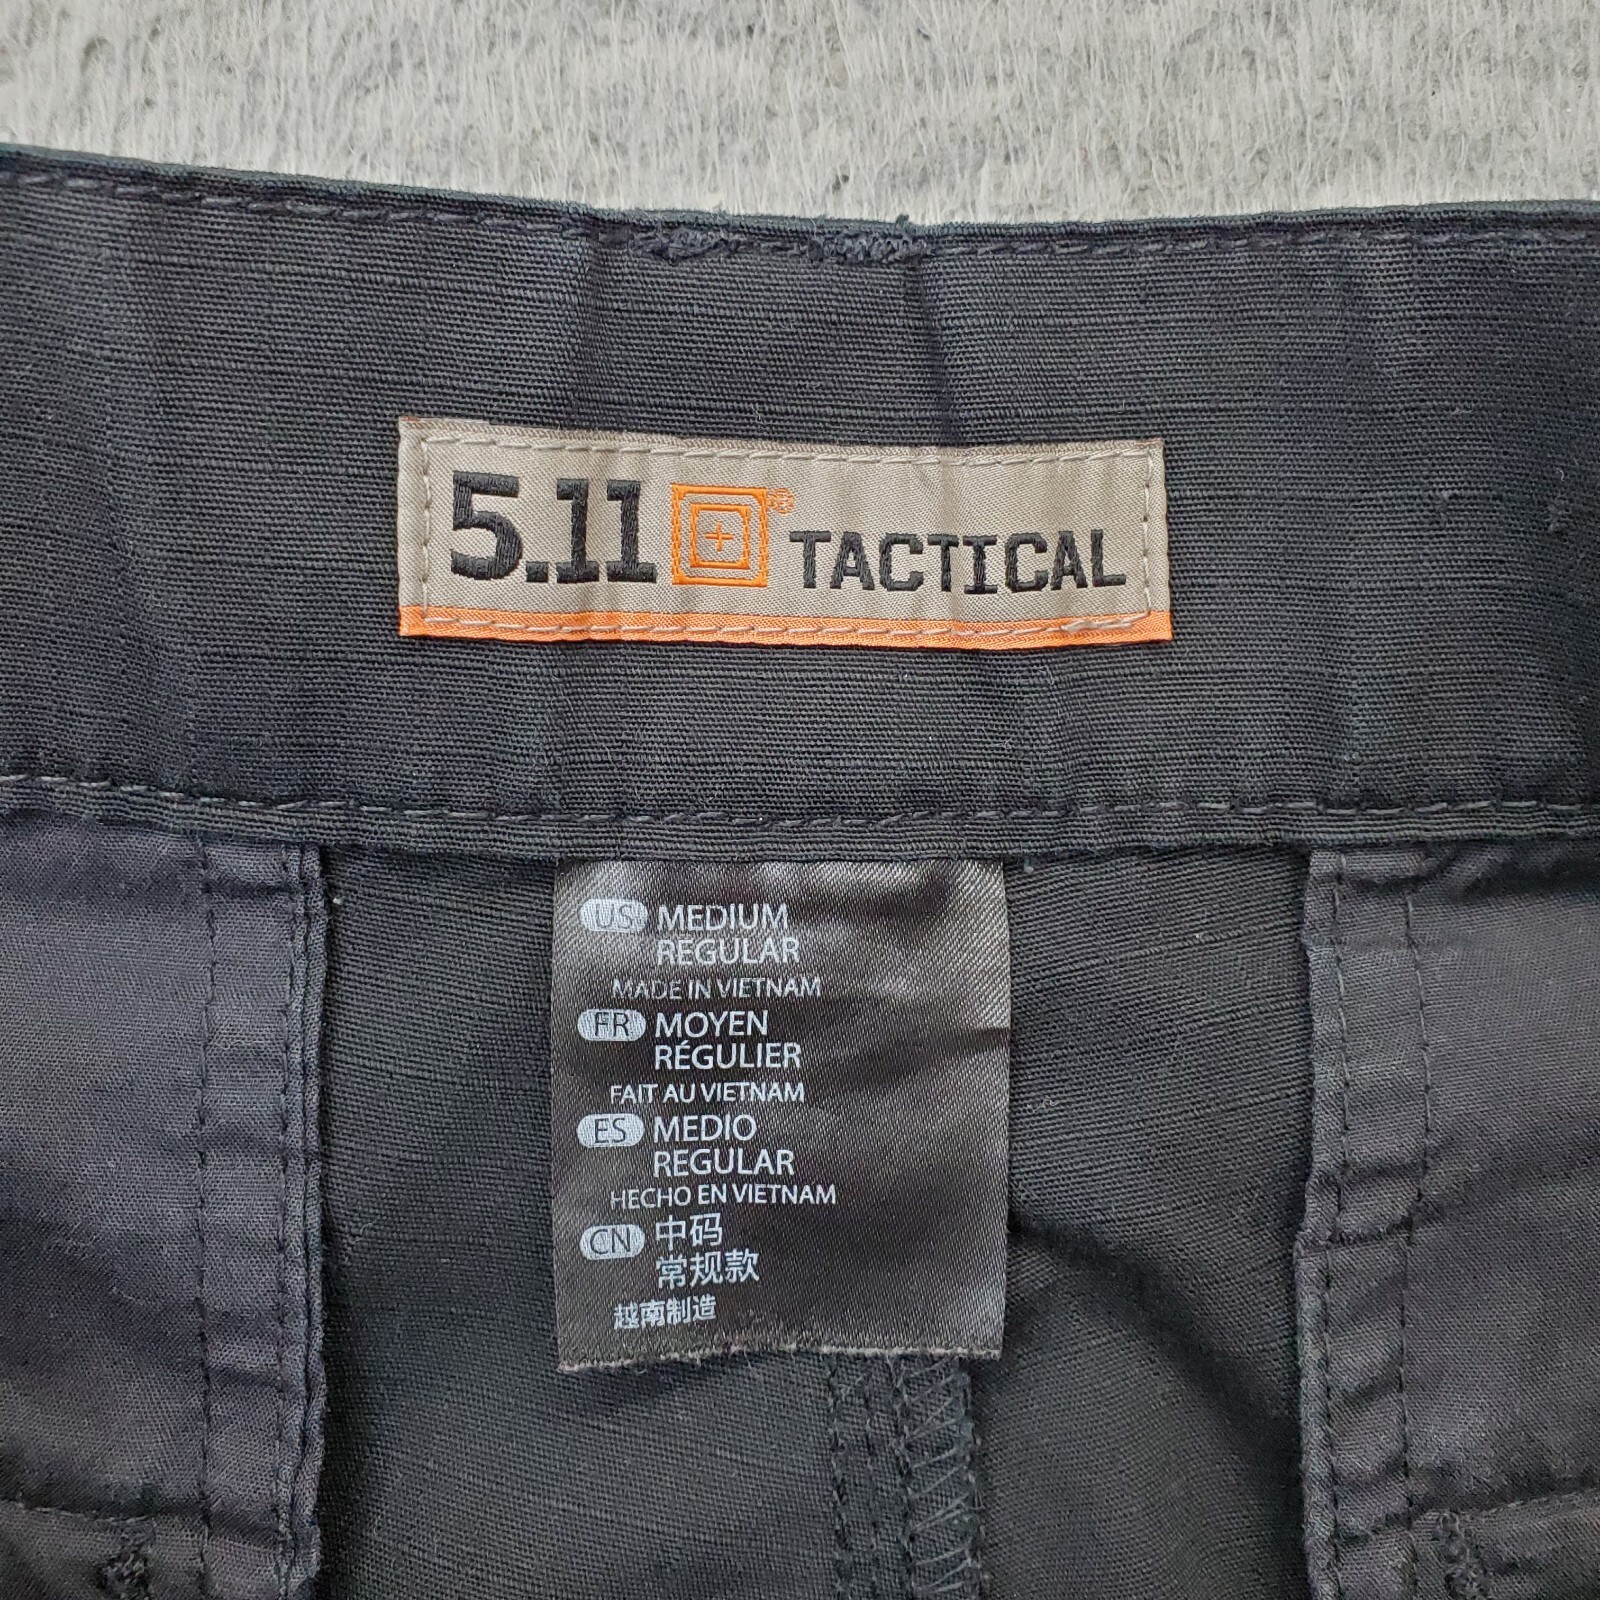 5.11 ® TACTICAL
US MEDIUM
REGULAR
MADE IN VIETNAM
FR MOYEN
RÉGULIER
FAIT AU VIETNAM
ES MEDIO
REGULAR
HECHO EN VIETNAM
CN 中码
常规款
越南制造